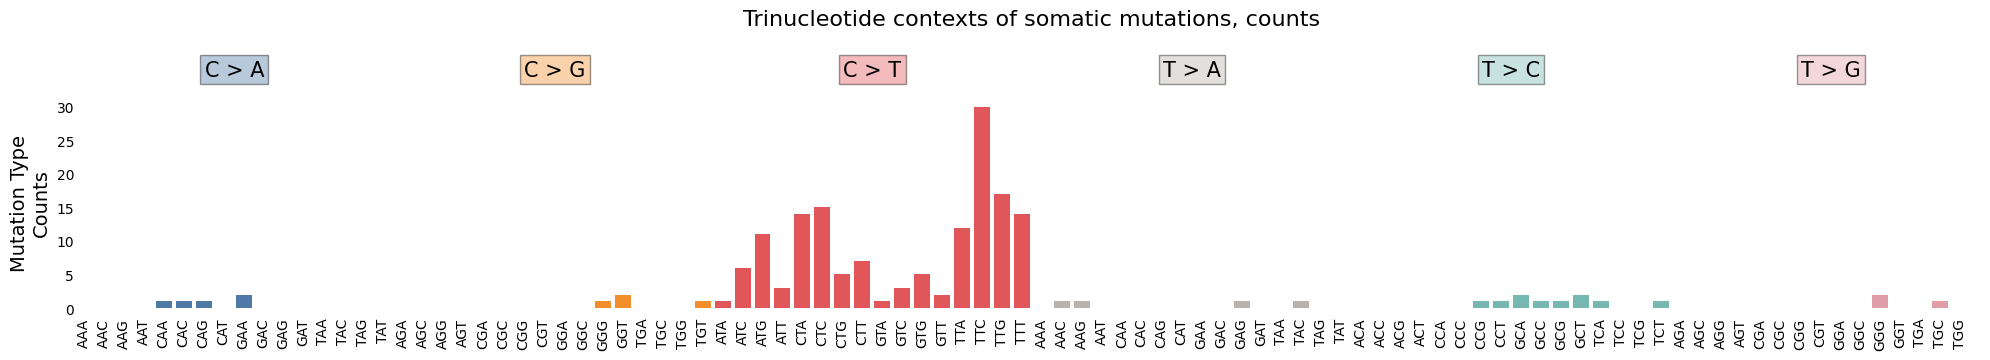 Trinucleotide contexts of somatic mutations, counts
C > A
C > G
C > T
T > A
T > C
T > G
Mutation Type
Counts
30
25
20
15
10
5
0
AAA AAC AAG AAT CAA CAC CAG CAT GAA GAC GAG GAT TAA TAC TAG TAT AGA AGC AGG AGT CGA CGC CGG CGT GGA GGC GGG GGT TGA TGC TGG TGT ATA ATC ATG ATT CTA CTC CTG CTT GTA GTC GTG GTT TTA TTC TTG TTT AAA AAC AAG AAT CAA CAC CAG CAT GAA GAC GAG GAT TAA TAC TAG TAT ACA ACC ACG ACT CCA CCC CCG CCT GCA GCC GCG GCT TCA TCC TCG TCT AGA AGC AGG AGT CGA CGC CGG CGT GGA GGC GGG GGT TGA TGC TGG